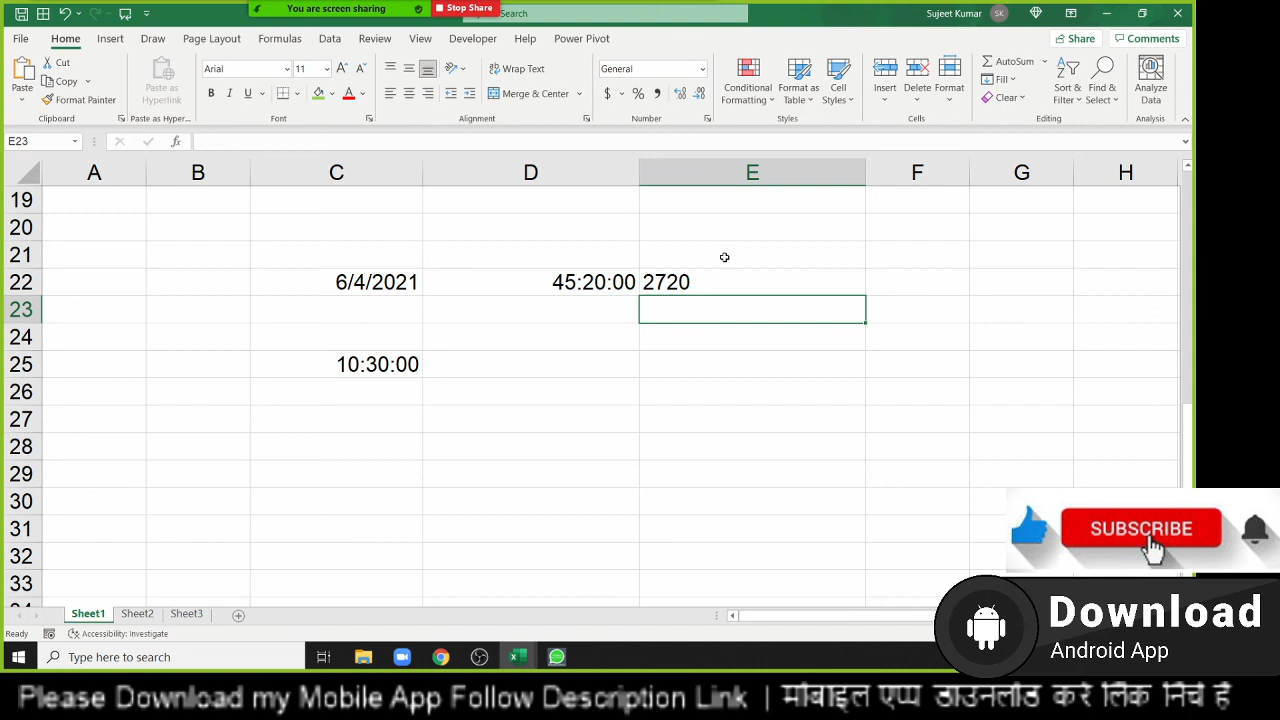 You are screen sharing
Stop Share
Search
Sujeet Kumar
SK
File Home Insert Draw Page Layout Formulas Data Review View Developer Help Power Pivot
Share Comments
Paste
Cut
Copy
Format Painter
Clipboard
Paste as Hyperlink
Paste as Hyper...
Arial 11
B I U
Font
Wrap Text
Merge & Center
Alignment
General
Number
Conditional Formatting
Format as Table
Cell Styles
Styles
Insert Delete Format
Cells
AutoSum
Fill
Clear
Sort & Filter
Find & Select
Editing
Analyze Data
Analysis
E23
fx
A B C D E F G H
19
20
21
22 6/4/2021 45:20:00 2720
23
24
25 10:30:00
26
27
28
29
30
31
32
33
SUBSCRIBE
Sheet1 Sheet2 Sheet3
Ready
Accessibility: Investigate
Type here to search
Download
Android App
Please Download my Mobile App Follow Description Link | मोबाइल एप्प डाउनलोड करे लिंक निचे है